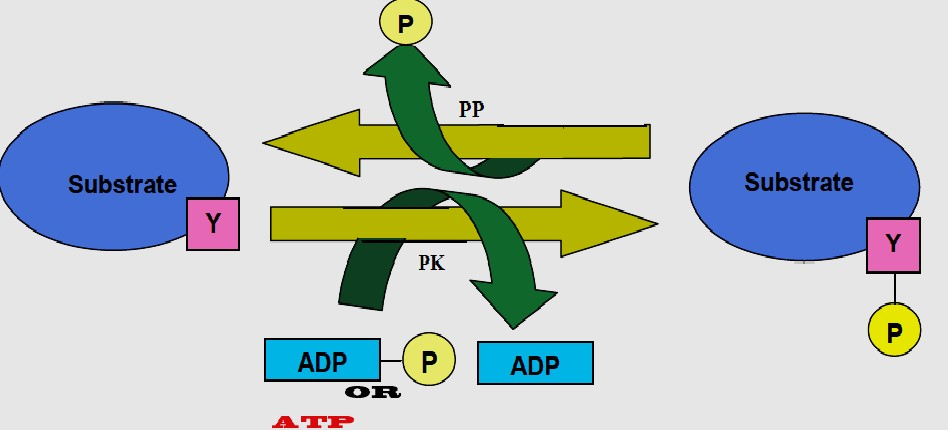 P
PP
Substrate
Substrate
Y
Y
PK
P
ADP
P
ADP
OR
ATP